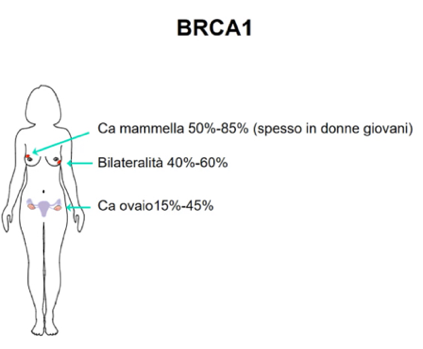 BRCA1
Ca mammella 50%-85% (spesso in donne giovani)
Bilateralità 40%-60%
Ca ovaio15%-45%